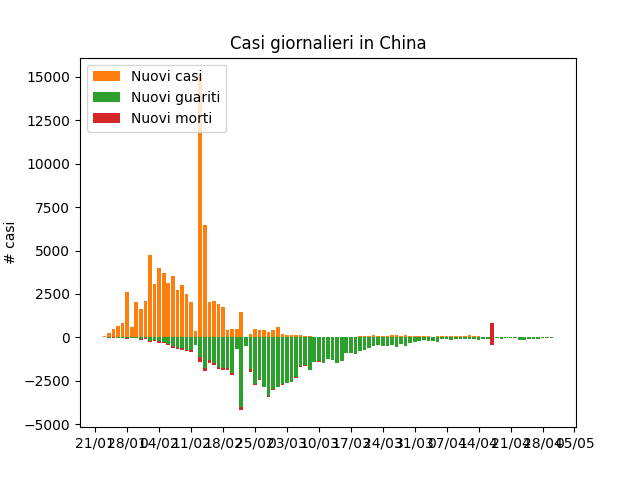 Casi giornalieri in China
Nuovi casi
Nuovi guariti
Nuovi morti
# casi
15000
12500
10000
7500
5000
2500
0
−2500
−5000
21/01 28/01 04/02 11/02 18/02 25/02 03/03 10/03 17/03 24/03 31/03 07/04 14/04 21/04 28/04 05/05